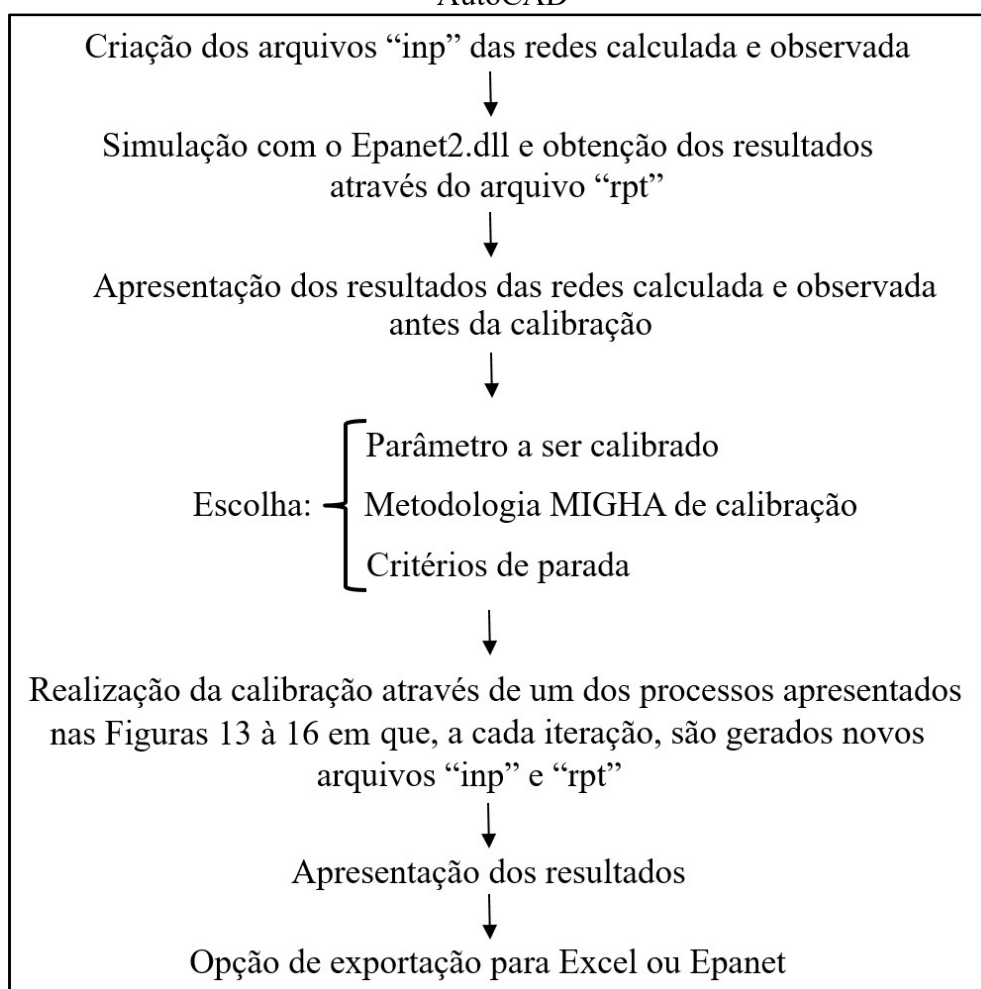 AutoCAD
Criação dos arquivos “inp” das redes calculada e observada
Simulação com o Epanet2.dll e obtenção dos resultados
através do arquivo “rpt”
Apresentação dos resultados das redes calculada e observada
antes da calibração
Parâmetro a ser calibrado
Escolha: Metodologia MIGHA de calibração
Critérios de parada
Realização da calibração através de um dos processos apresentados
nas Figuras 13 à 16 em que, a cada iteração, são gerados novos
arquivos “inp” e “rpt”
Apresentação dos resultados
Opção de exportação para Excel ou Epanet